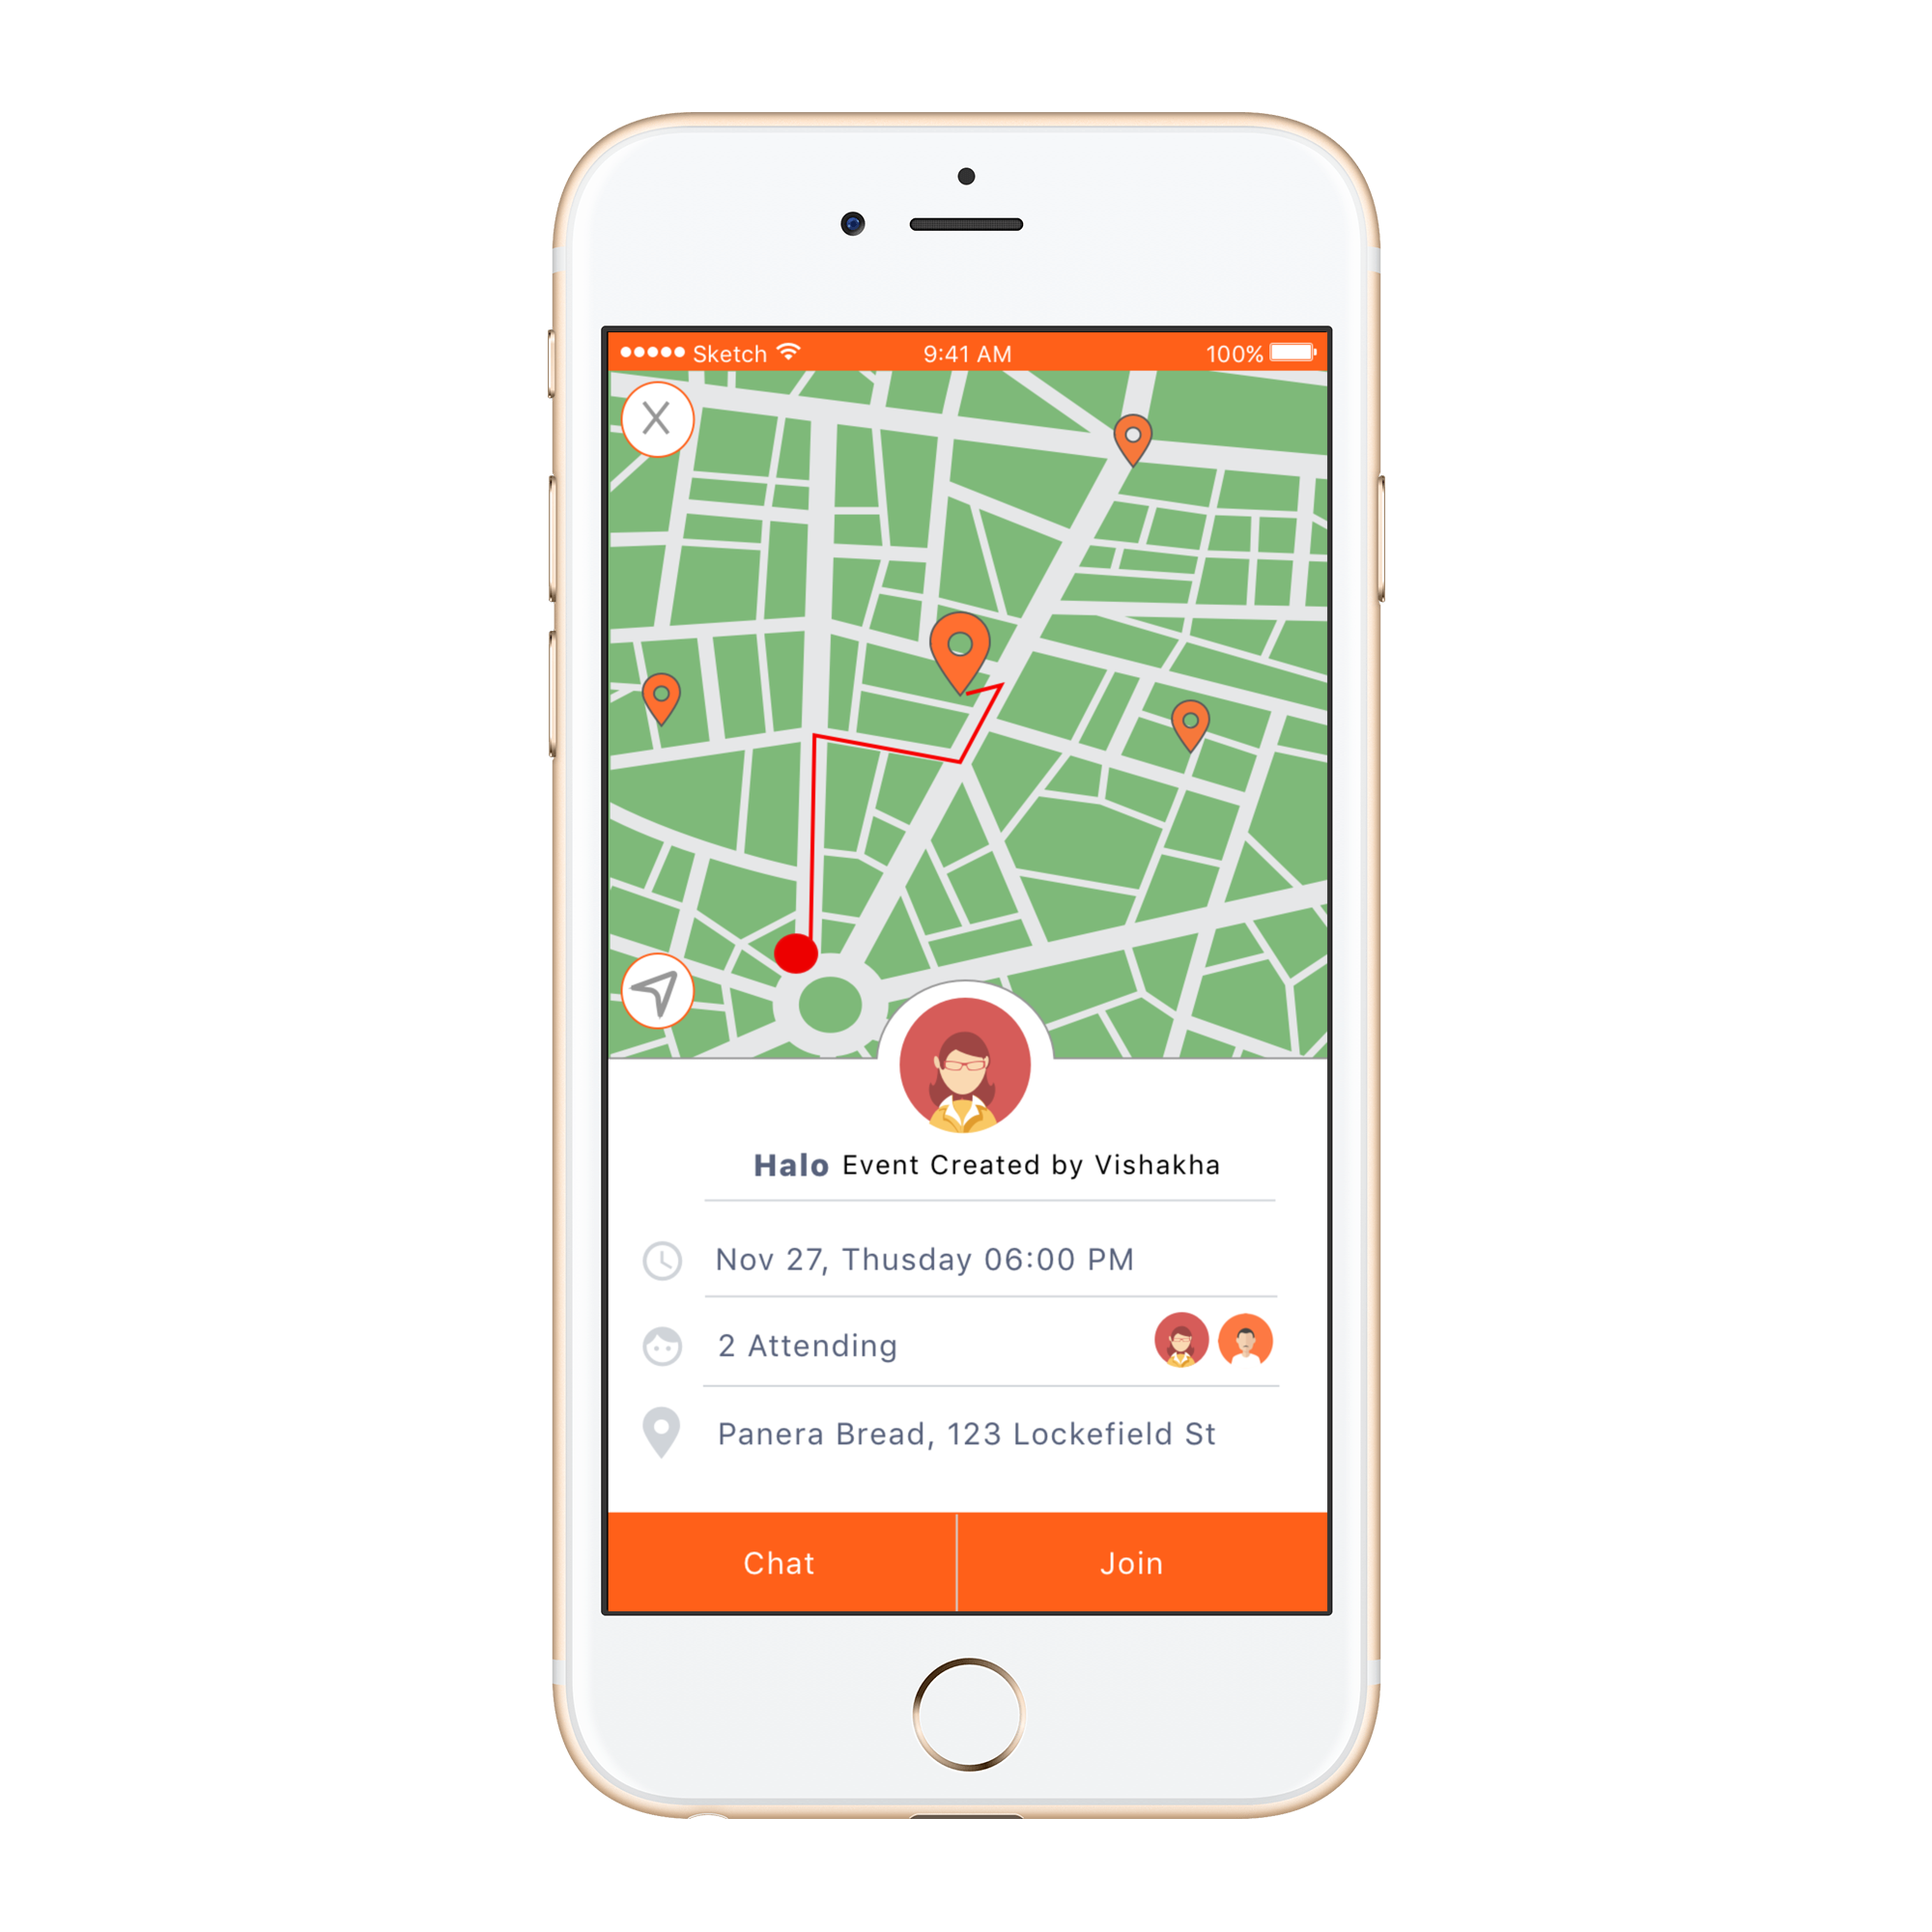 Sketch 9:41 AM 100%
X
Halo Event Created by Vishakha
Nov 27, Thusday 06:00 PM
2 Attending
Panera Bread, 123 Lockefield St
Chat Join